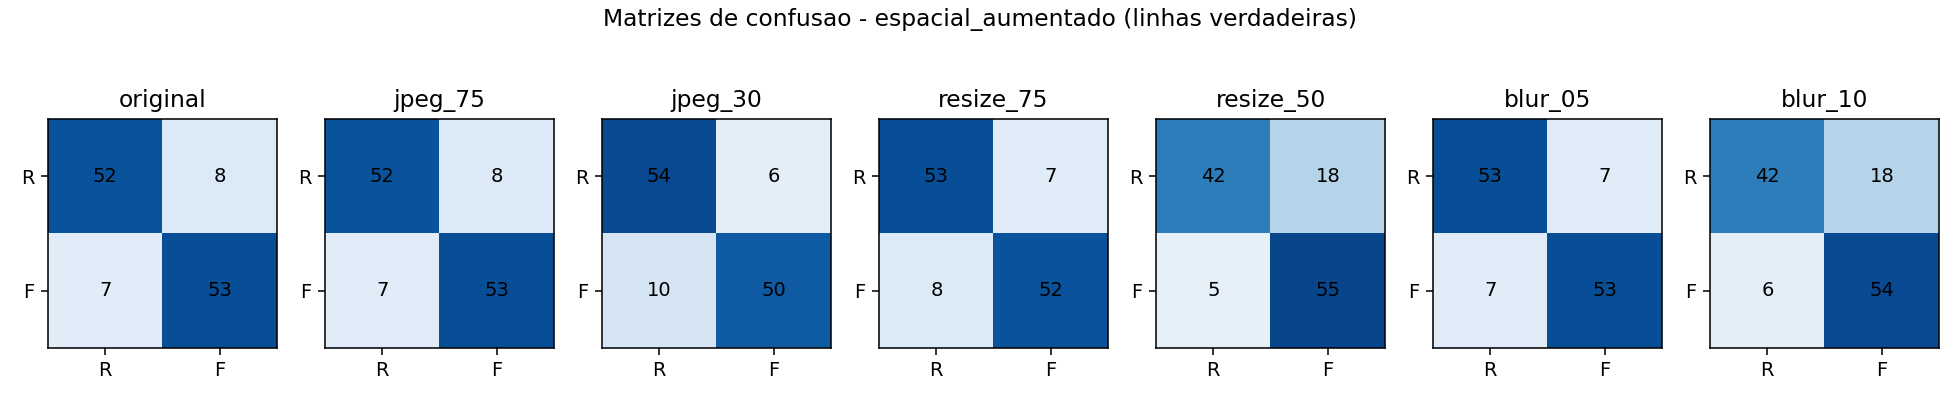 Matrizes de confusao - espacial_aumentado (linhas verdadeiras)
original jpeg_75 jpeg_30 resize_75 resize_50 blur_05 blur_10
R 52 8 R 52 8 R 54 6 R 53 7 R 42 18 R 53 7 R 42 18
F 7 53 F 7 53 F 10 50 F 8 52 F 5 55 F 7 53 F 6 54
R F R F R F R F R F R F R F